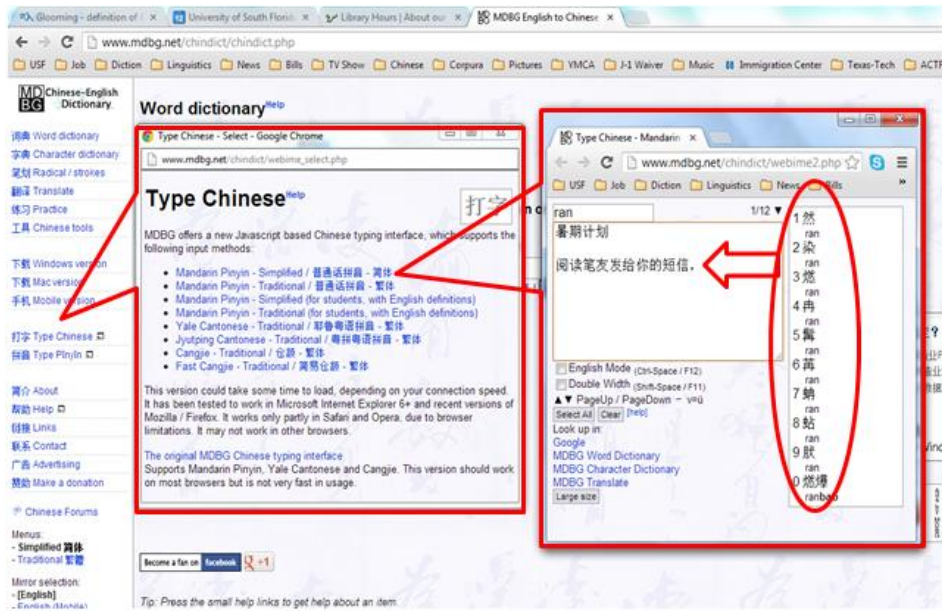 Glooming - definition of
University of South Florid
Library Hours | About our
MDBG English to Chinese
www.mdbg.net/chindict/chindict.php
USF Job Diction Linguistics News Bills TV Show Chinese Corpura Pictures YMCA J-1 Waiver Music Immigration Center Texas-Tech ACTF
MDBG Chinese-English Dictionary
词典 Word dictionary
字典 Character dictionary
笔划 Radical / strokes
翻译 Translate
练习 Practice
工具 Chinese tools
下载 Windows version
下载 Mac version
手机 Mobile version
打字 Type Chinese
拼音 Type Pinyin
简介 About
帮助 Help
链接 Links
联系 Contact
广告 Advertising
赞助 Make a donation
Chinese Forums
Menus:
- Simplified 简体
- Traditional 繁體
Mirror selection:
- [English]
- English (Mobile)
Word dictionary Help
Type Chinese - Select - Google Chrome
www.mdbg.net/chindict/webime_select.php
Type Chinese Help
打字
MDBG offers a new Javascript based Chinese typing interface, which supports the
following input methods:
• Mandarin Pinyin - Simplified / 普通话拼音 - 简体
• Mandarin Pinyin - Traditional / 普通话拼音 - 繁体
• Mandarin Pinyin - Simplified (for students, with English definitions)
• Mandarin Pinyin - Traditional (for students, with English definitions)
• Yale Cantonese - Traditional / 耶鲁粤语拼音 - 繁体
• Jyutping Cantonese - Traditional / 粤拼粤语拼音 - 繁体
• Cangjie - Traditional / 仓颉 - 繁体
• Fast Cangjie - Traditional / 简易仓颉 - 繁体
This version could take some time to load, depending on your connection speed.
It has been tested to work in Microsoft Internet Explorer 6+ and recent versions of
Mozilla / Firefox. It works only partly in Safari and Opera, due to browser
limitations. It may not work in other browsers.
The original MDBG Chinese typing interface
Supports Mandarin Pinyin, Yale Cantonese and Cangjie. This version should work
on most browsers but is not very fast in usage.
Become a fan on facebook
+1
Tip: Press the small help links to get help about an item.
Type Chinese - Mandarin
www.mdbg.net/chindict/webime2.php
USF Job Diction Linguistics News Bills
ran
1/12 ▼
暑期计划
阅读笔友发给你的短信，
1 然
ran
2 染
ran
3 燃
ran
4 冉
ran
5 髯
ran
6 苒
ran
7 蚺
ran
8 蛅
ran
9 肰
ran
0 燃爆
ranbao
English Mode (Ctrl-Space / F12)
Double Width (Shift-Space / F11)
▲▼ PageUp / PageDown - v=ü
Select All Clear [help]
Look up in:
Google
MDBG Word Dictionary
MDBG Character Dictionary
MDBG Translate
Large size